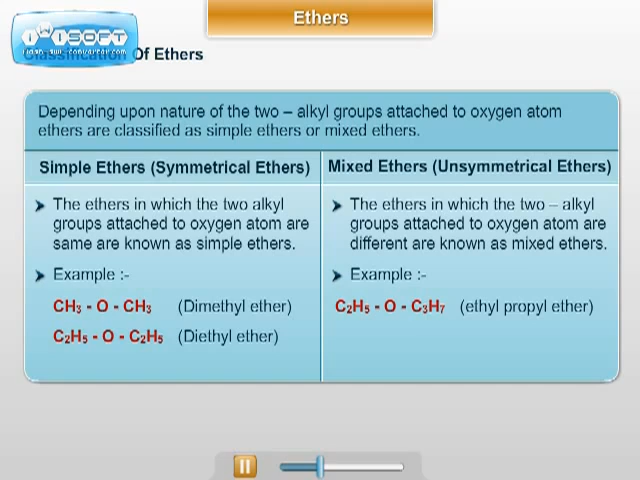 Ethers
iWiSOFT
Classification Of Ethers
Depending upon nature of the two – alkyl groups attached to oxygen atom
ethers are classified as simple ethers or mixed ethers.
Simple Ethers (Symmetrical Ethers)
The ethers in which the two alkyl
groups attached to oxygen atom are
same are known as simple ethers.
Example :-
CH₃ - O - CH₃ (Dimethyl ether)
C₂H₅ - O - C₂H₅ (Diethyl ether)
Mixed Ethers (Unsymmetrical Ethers)
The ethers in which the two – alkyl
groups attached to oxygen atom are
different are known as mixed ethers.
Example :-
C₂H₅ - O - C₃H₇ (ethyl propyl ether)